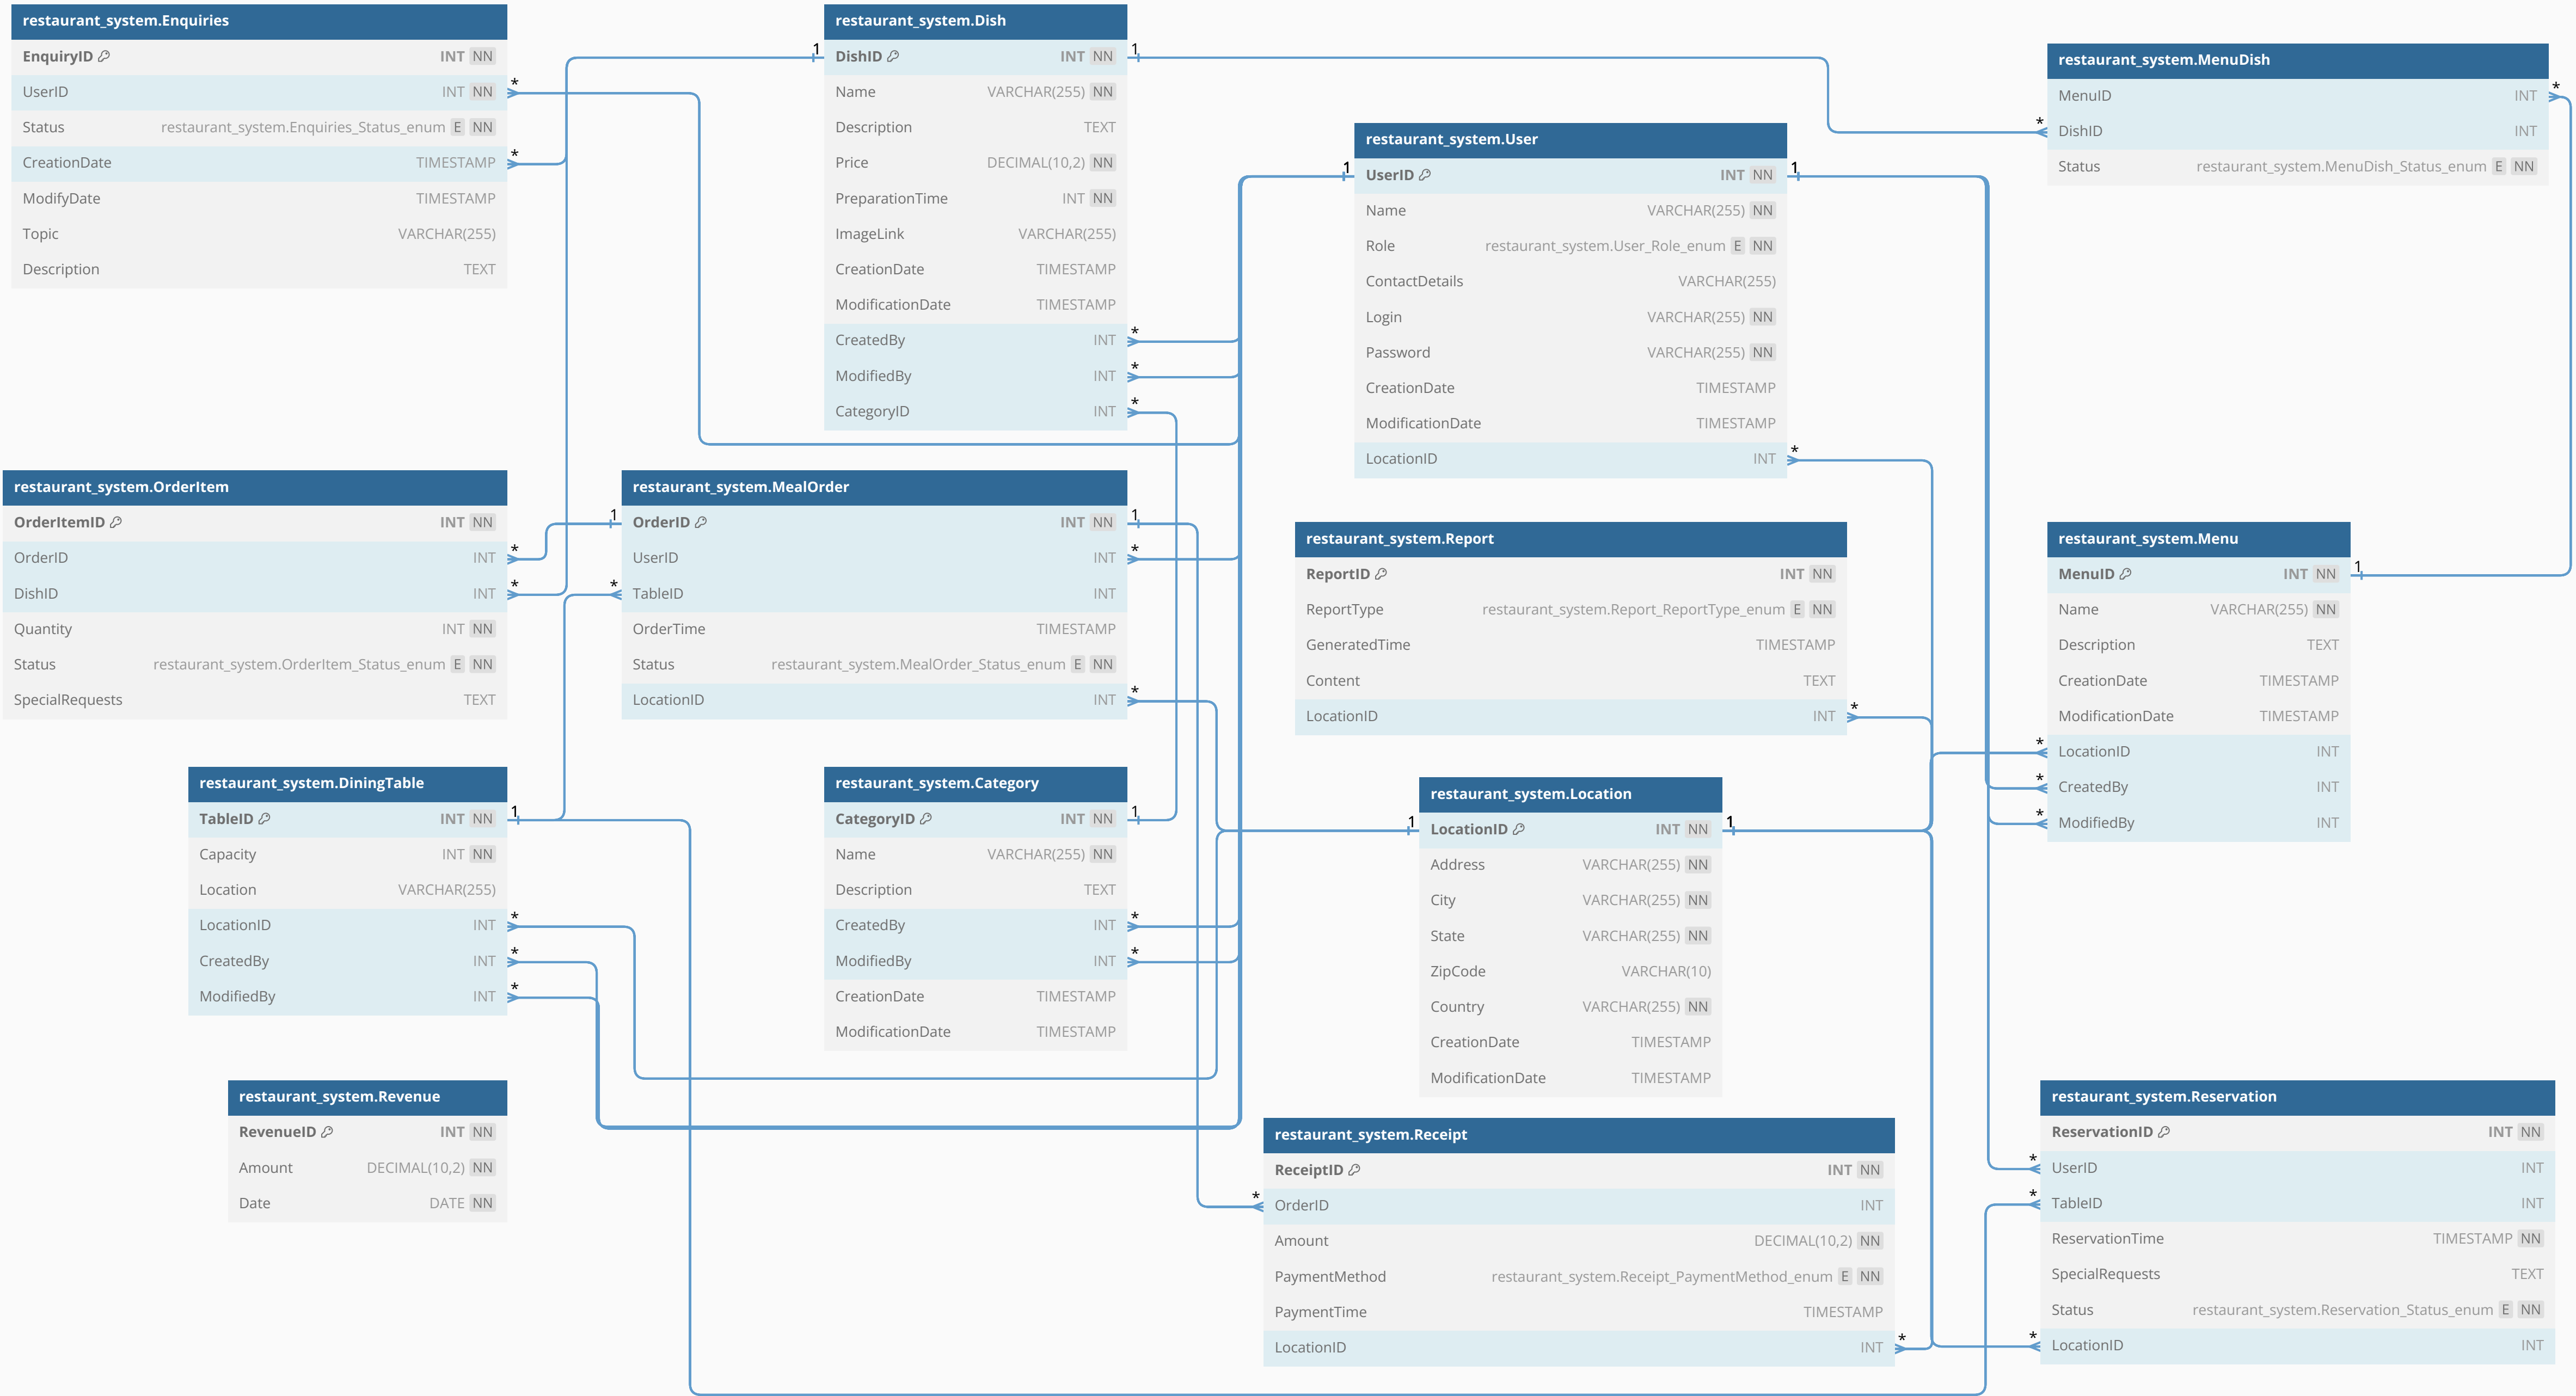 restaurant_system.Enquiries
EnquiryID INT NN
* UserID INT NN
Status restaurant_system.Enquiries_Status_enum E NN
* CreationDate TIMESTAMP
ModifyDate TIMESTAMP
Topic VARCHAR(255)
Description TEXT
restaurant_system.Dish
1 DishID INT NN 1
Name VARCHAR(255) NN
Description TEXT
Price DECIMAL(10,2) NN
PreparationTime INT NN
ImageLink VARCHAR(255)
CreationDate TIMESTAMP
ModificationDate TIMESTAMP
CreatedBy INT *
ModifiedBy INT *
CategoryID INT *
restaurant_system.User
1 UserID INT NN 1
Name VARCHAR(255) NN
Role restaurant_system.User_Role_enum E NN
ContactDetails VARCHAR(255)
Login VARCHAR(255) NN
Password VARCHAR(255) NN
CreationDate TIMESTAMP
ModificationDate TIMESTAMP
LocationID INT *
restaurant_system.MenuDish
MenuID INT *
* DishID INT
Status restaurant_system.MenuDish_Status_enum E NN
restaurant_system.OrderItem
OrderItemID INT NN
OrderID INT *
DishID INT *
Quantity INT NN
Status restaurant_system.OrderItem_Status_enum E NN
SpecialRequests TEXT
restaurant_system.MealOrder
1 OrderID INT NN 1
UserID INT *
* TableID INT
OrderTime TIMESTAMP
Status restaurant_system.MealOrder_Status_enum E NN
LocationID INT *
restaurant_system.Report
ReportID INT NN
ReportType restaurant_system.Report_ReportType_enum E NN
GeneratedTime TIMESTAMP
Content TEXT
LocationID INT *
restaurant_system.Menu
MenuID INT NN 1
Name VARCHAR(255) NN
Description TEXT
CreationDate TIMESTAMP
ModificationDate TIMESTAMP
* LocationID INT
* CreatedBy INT
* ModifiedBy INT
restaurant_system.DiningTable
TableID INT NN 1
Capacity INT NN
Location VARCHAR(255)
LocationID INT *
CreatedBy INT *
ModifiedBy INT *
restaurant_system.Category
CategoryID INT NN 1
Name VARCHAR(255) NN
Description TEXT
CreatedBy INT *
ModifiedBy INT *
CreationDate TIMESTAMP
ModificationDate TIMESTAMP
restaurant_system.Location
1 LocationID INT NN 1
Address VARCHAR(255) NN
City VARCHAR(255) NN
State VARCHAR(255) NN
ZipCode VARCHAR(10)
Country VARCHAR(255) NN
CreationDate TIMESTAMP
ModificationDate TIMESTAMP
restaurant_system.Revenue
RevenueID INT NN
Amount DECIMAL(10,2) NN
Date DATE NN
restaurant_system.Receipt
ReceiptID INT NN
* OrderID INT
Amount DECIMAL(10,2) NN
PaymentMethod restaurant_system.Receipt_PaymentMethod_enum E NN
PaymentTime TIMESTAMP
LocationID INT *
restaurant_system.Reservation
ReservationID INT NN
* UserID INT
* TableID INT
ReservationTime TIMESTAMP NN
SpecialRequests TEXT
Status restaurant_system.Reservation_Status_enum E NN
* LocationID INT